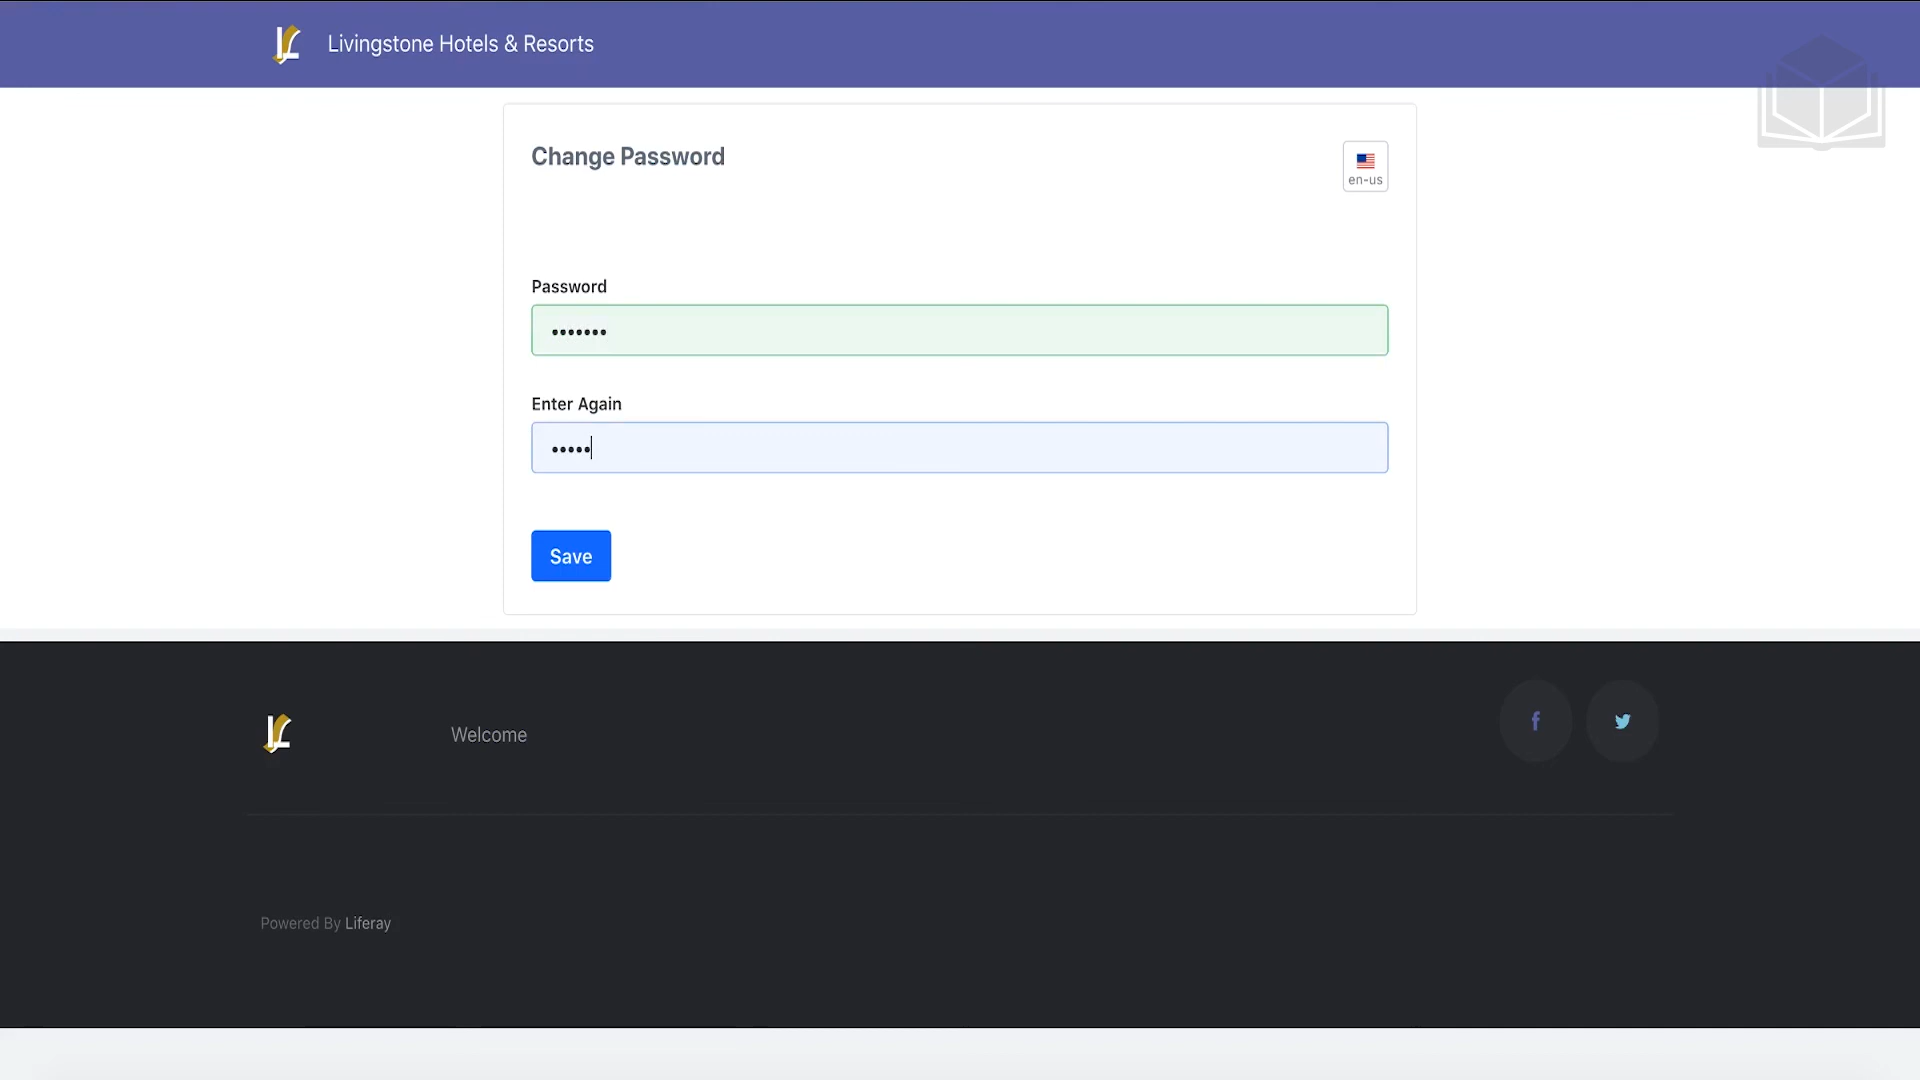 Livingstone Hotels & Resorts
Change Password
en-us
Password
•••••••
Enter Again
•••••
Save
Welcome
Powered By Liferay